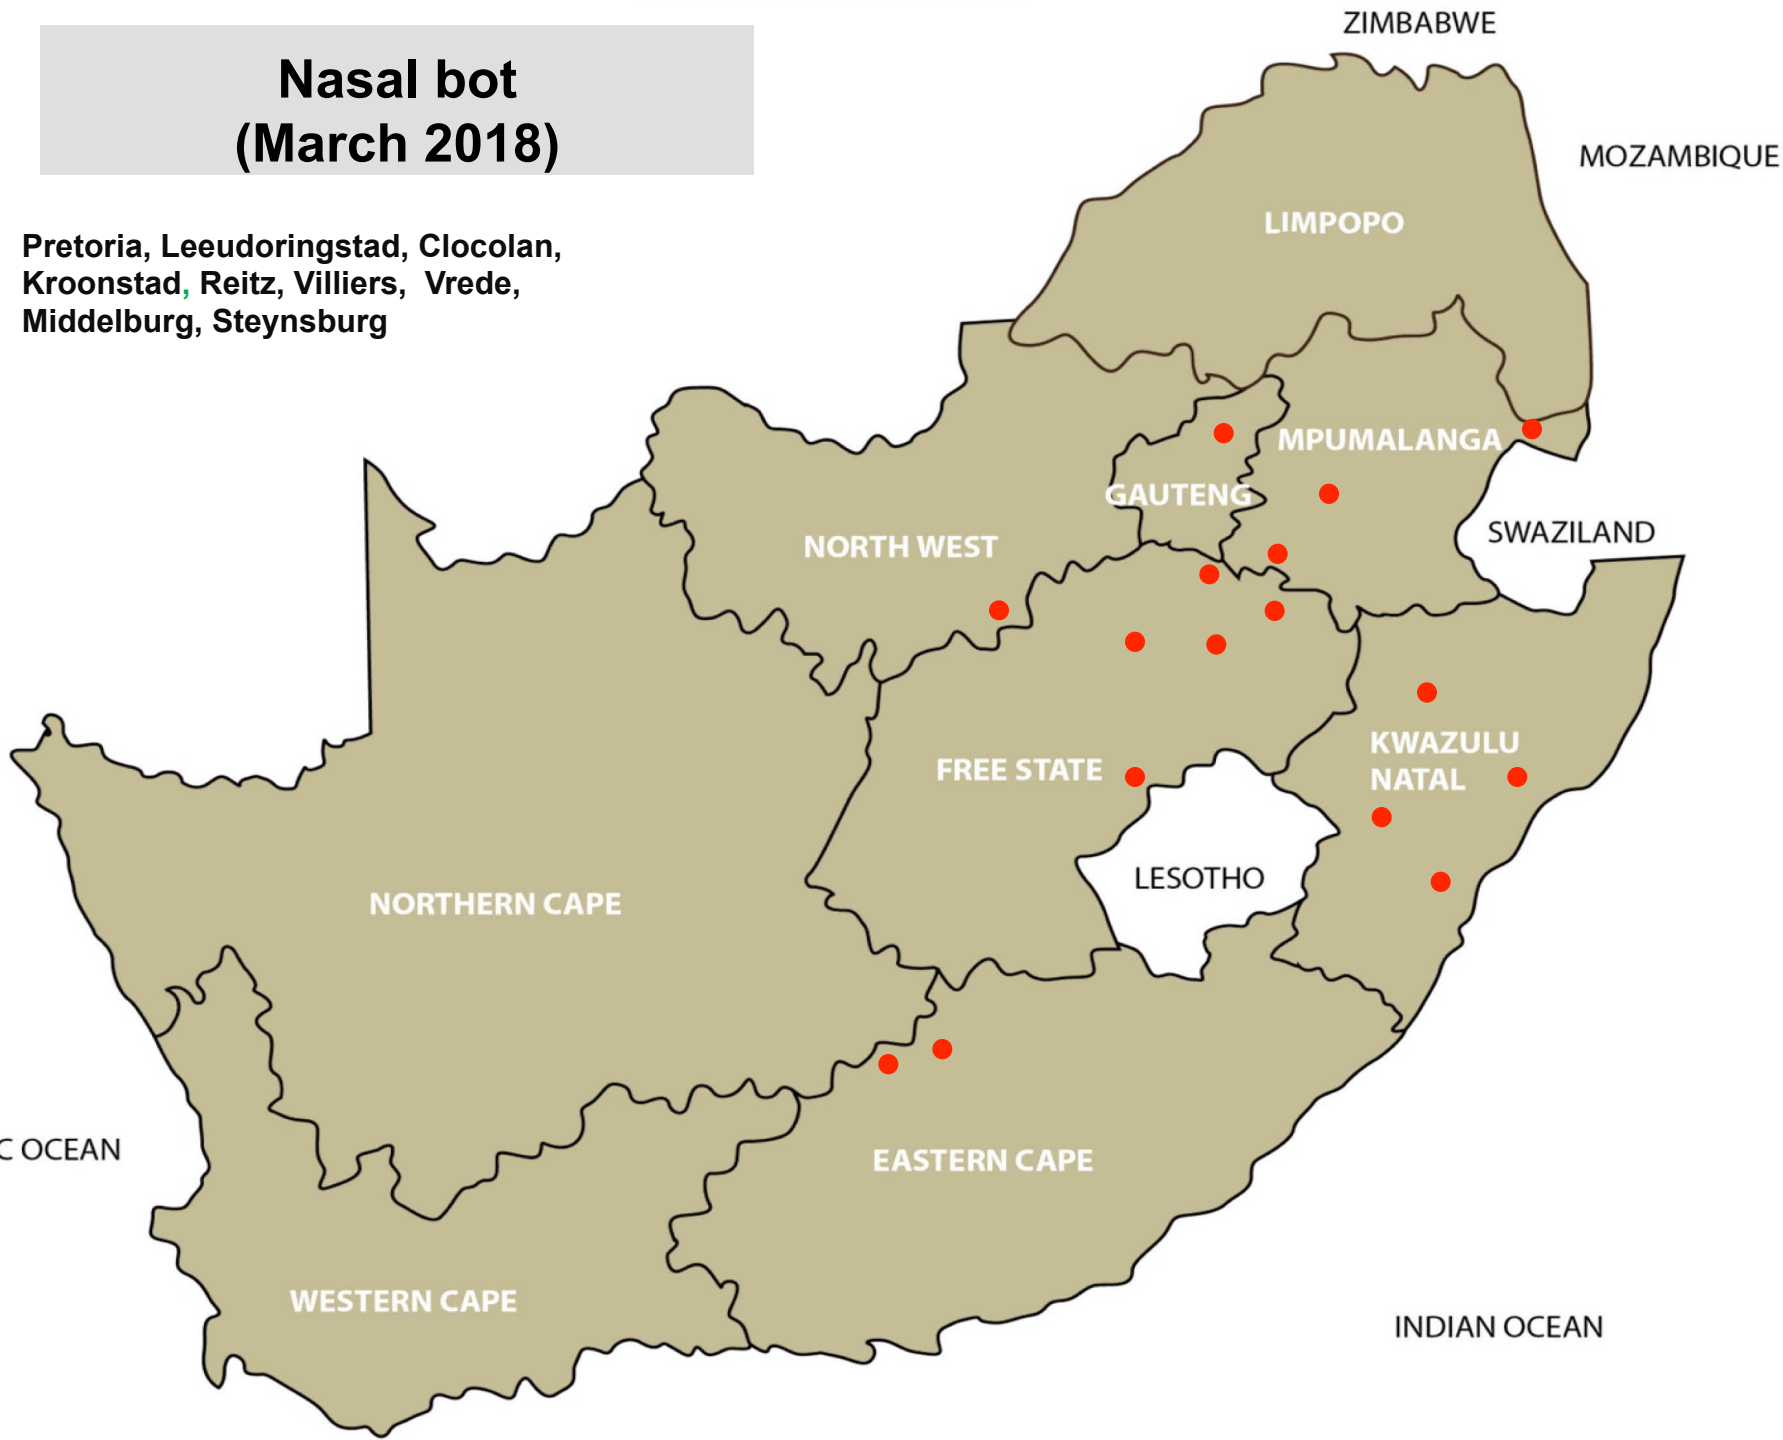 Nasal bot
(March 2018)
Pretoria, Leeudoringstad, Clocolan,
Kroonstad, Reitz, Villiers, Vrede,
Middelburg, Steynsburg
ZIMBABWE
MOZAMBIQUE
LIMPOPO
MPUMALANGA
GAUTENG
SWAZILAND
NORTH WEST
KWAZULU
NATAL
FREE STATE
LESOTHO
NORTHERN CAPE
C OCEAN
EASTERN CAPE
WESTERN CAPE
INDIAN OCEAN